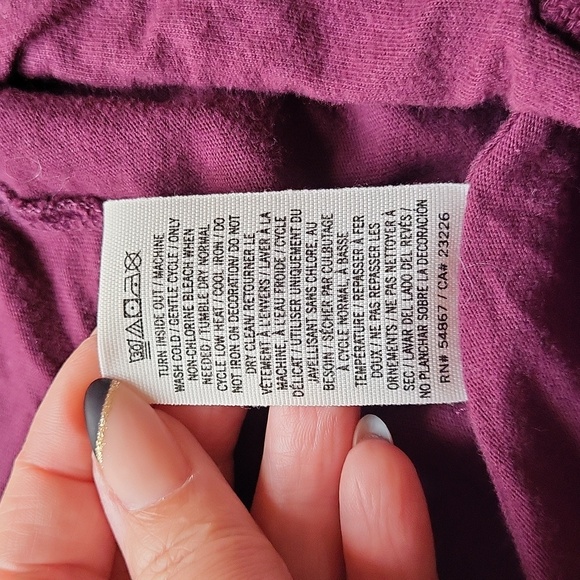 30
TURN INSIDE OUT / MACHINE
WASH COLD / GENTLE CYCLE / ONLY
NON-CHLORINE BLEACH WHEN
NEEDED / TUMBLE DRY NORMAL
CYCLE LOW HEAT / COOL IRON / DO
NOT IRON ON DECORATION/ DO NOT
DRY CLEAN / RETOURNER LE
VÊTEMENT À L'ENVERS / LAVER À LA
MACHINE, À L'EAU FROIDE / CYCLE
DÉLICAT / UTILISER UNIQUEMENT DU
JAVELLISANT SANS CHLORE, AU
BESOIN / SÉCHER PAR CULBUTAGE
À CYCLE NORMAL, À BASSE
TEMPÉRATURE / REPASSER À FER
DOUX / NE PAS REPASSER LES
ORNEMENTS / NE PAS NETTOYER À
SEC / LAVAR DEL LADO DEL REVÉS /
NO PLANCHAR SOBRE LA DECORACIÓN
RN# 54867 / CA# 23226